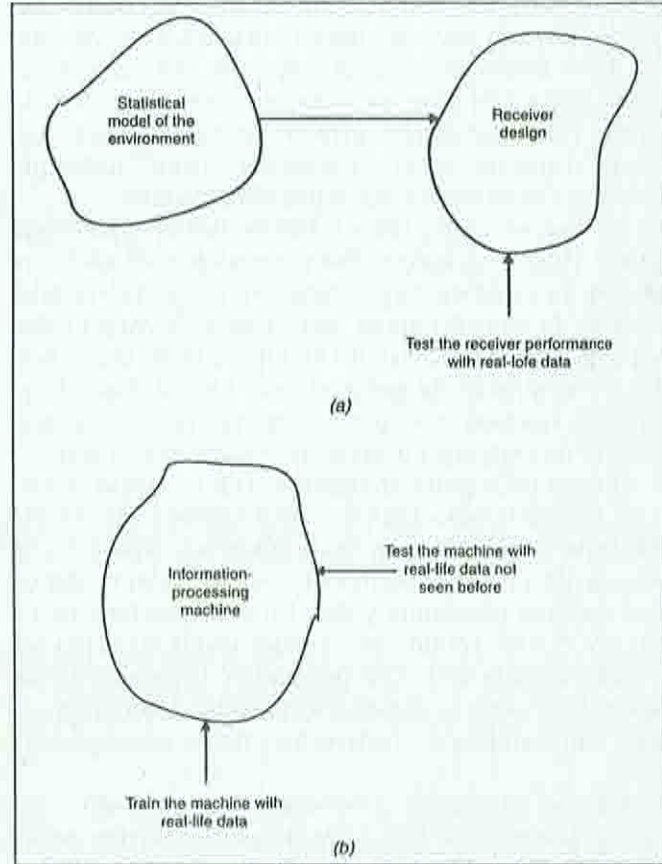 Statistical
model of the
environment
Receiver
design
Test the receiver performance
with real-lofe data
(a)
Information-
processing
machine
Test the machine with
real-life data not
seen before
Train the machine with
real-life data
(b)